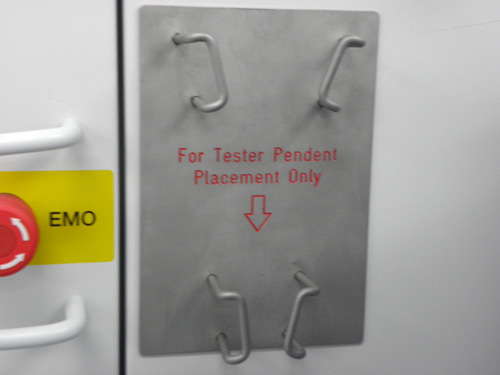 For Tester Pendent
Placement Only
EMO